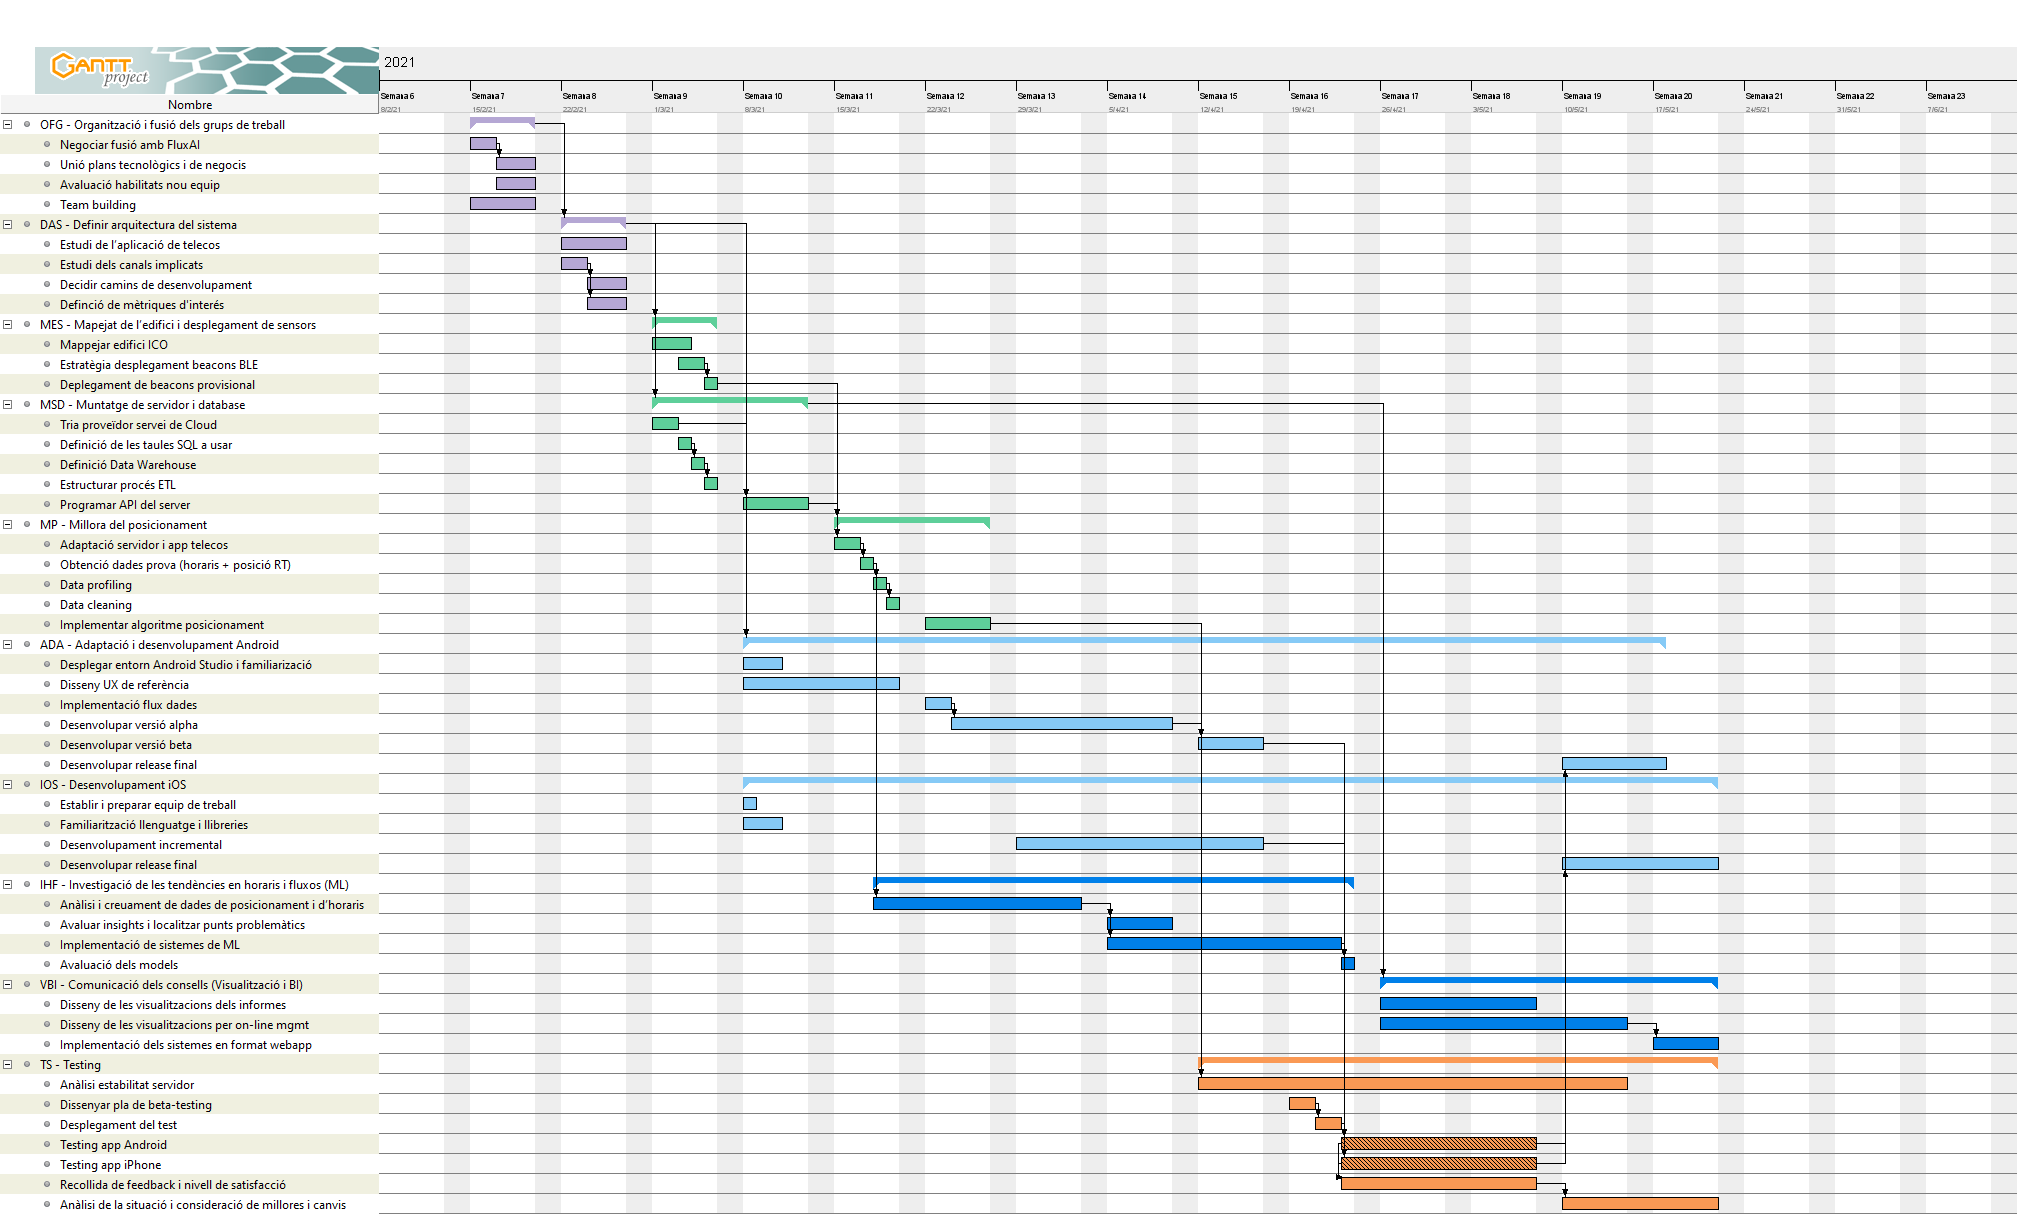 GANTT
project
2021
Nombre
Semana 6 Semana 7 Semana 8 Semana 9 Semana 10 Semana 11 Semana 12 Semana 13 Semana 14 Semana 15 Semana 16 Semana 17 Semana 18 Semana 19 Semana 20 Semana 21 Semana 22 Semana 23
8/2/21 15/2/21 22/2/21 1/3/21 8/3/21 15/3/21 22/3/21 29/3/21 5/4/21 12/4/21 19/4/21 26/4/21 3/5/21 10/5/21 17/5/21 24/5/21 31/5/21 7/6/21
OFG - Organització i fusió dels grups de treball
Negociar fusió amb FluxAI
Unió plans tecnològics i de negocis
Avaluació habilitats nou equip
Team building
DAS - Definir arquitectura del sistema
Estudi de l'aplicació de telecos
Estudi dels canals implicats
Decidir camins de desenvolupament
Definció de mètriques d'interés
MES - Mapejat de l'edifici i desplegament de sensors
Mappejar edifici ICO
Estratègia desplegament beacons BLE
Deplegament de beacons provisional
MSD - Muntatge de servidor i database
Tria proveïdor servei de Cloud
Definició de les taules SQL a usar
Definició Data Warehouse
Estructurar procés ETL
Programar API del server
MP - Millora del posicionament
Adaptació servidor i app telecos
Obtenció dades prova (horaris + posició RT)
Data profiling
Data cleaning
Implementar algoritme posicionament
ADA - Adaptació i desenvolupament Android
Desplegar entorn Android Studio i familiarizació
Disseny UX de referència
Implementació flux dades
Desenvolupar versió alpha
Desenvolupar versió beta
Desenvolupar release final
IOS - Desenvolupament iOS
Establir i preparar equip de treball
Familiarització llenguatge i llibreries
Desenvolupament incremental
Desenvolupar release final
IHF - Investigació de les tendències en horaris i fluxos (ML)
Anàlisi i creuament de dades de posicionament i d'horaris
Avaluar insights i localitzar punts problemàtics
Implementació de sistemes de ML
Avaluació dels models
VBI - Comunicació dels consells (Visualització i BI)
Disseny de les visualitzacions dels informes
Disseny de les visualitzacions per on-line mgmt
Implementació dels sistemes en format webapp
TS - Testing
Anàlisi estabilitat servidor
Dissenyar pla de beta-testing
Desplegament del test
Testing app Android
Testing app iPhone
Recollida de feedback i nivell de satisfacció
Anàlisi de la situació i consideració de millores i canvis